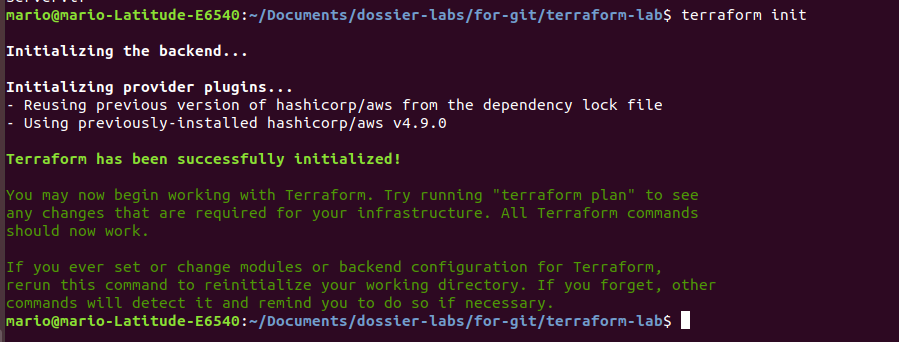 mario@mario-Latitude-E6540:~/Documents/dossier-labs/for-git/terraform-lab$ terraform init
Initializing the backend...
Initializing provider plugins...
- Reusing previous version of hashicorp/aws from the dependency lock file
- Using previously-installed hashicorp/aws v4.9.0
Terraform has been successfully initialized!
You may now begin working with Terraform. Try running "terraform plan" to see
any changes that are required for your infrastructure. All Terraform commands
should now work.
If you ever set or change modules or backend configuration for Terraform,
rerun this command to reinitialize your working directory. If you forget, other
commands will detect it and remind you to do so if necessary.
mario@mario-Latitude-E6540:~/Documents/dossier-labs/for-git/terraform-lab$